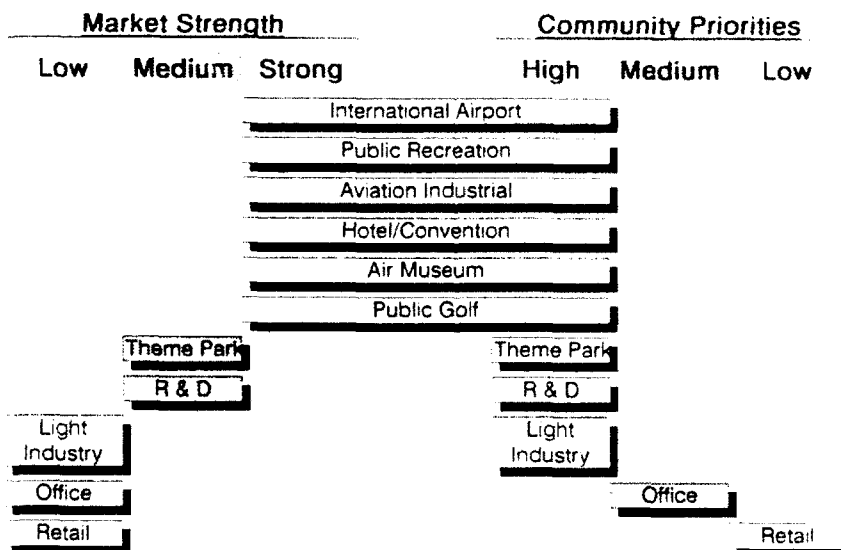 Market Strength Community Priorities
Low Medium Strong High Medium Low
International Airport
Public Recreation
Aviation Industrial
Hotel/Convention
Air Museum
Public Golf
Theme Park Theme Park
R & D R & D
Light Light
Industry Industry
Office Office
Retail Retail